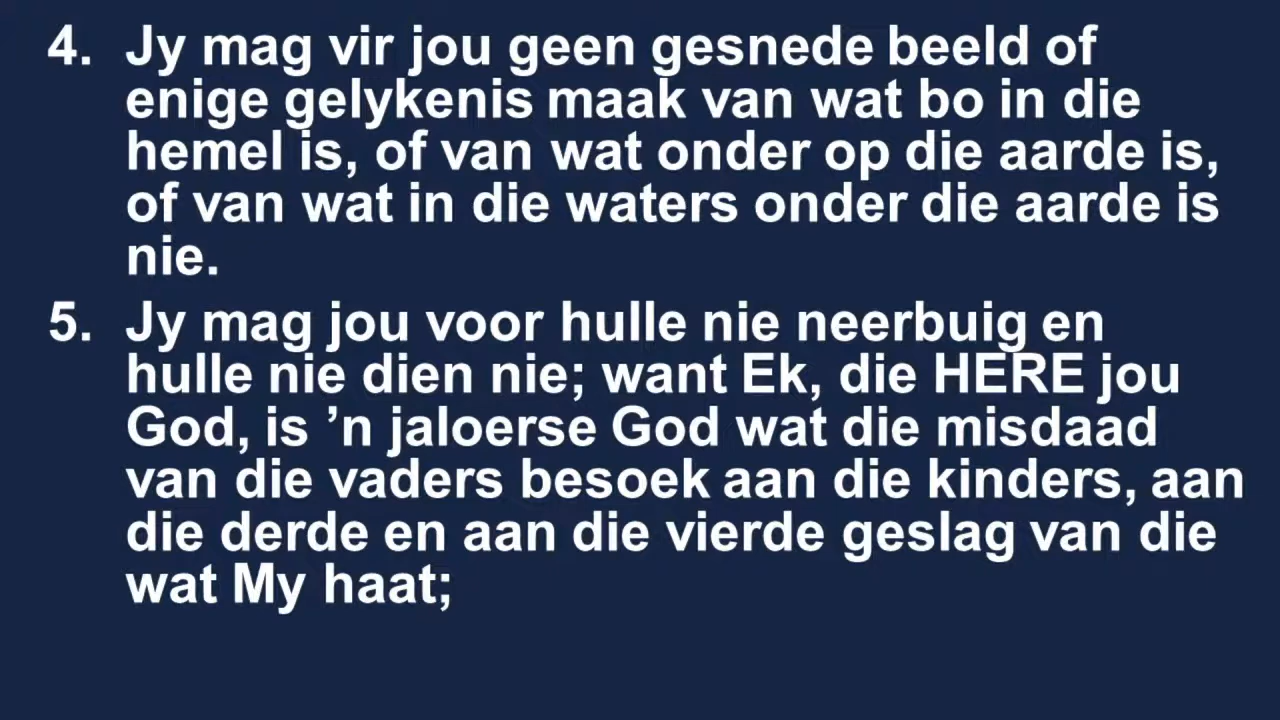 4. Jy mag vir jou geen gesnede beeld of
enige gelykenis maak van wat bo in die
hemel is, of van wat onder op die aarde is,
of van wat in die waters onder die aarde is
nie.
5. Jy mag jou voor hulle nie neerbuig en
hulle nie dien nie; want Ek, die HERE jou
God, is ’n jaloerse God wat die misdaad
van die vaders besoek aan die kinders, aan
die derde en aan die vierde geslag van die
wat My haat;